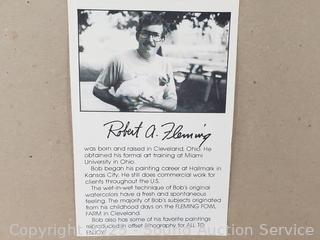 Robert A. Fleming
was born and raised in Cleveland, Ohio. He
obtained his formal art training at Miami
University in Ohio.
Bob began his painting career at Hallmark in
Kansas City. He still does commercial work for
clients throughout the U.S.
The wet-in-wet technique of Bob's original
watercolors have a fresh and spontaneous
feeling. The majority of Bob's subjects originated
from his childhood days on the FLEMING FOWL
FARM in Cleveland.
Bob also has some of his favorite paintings
reproduced in offset lithography for ALL TO
ENJOY!
Auction Service